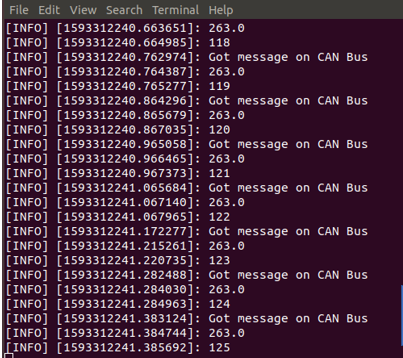 File Edit View Search Terminal Help
[INFO] [1593312240.663651]: 263.0
[INFO] [1593312240.664985]: 118
[INFO] [1593312240.762974]: Got message on CAN Bus
[INFO] [1593312240.764387]: 263.0
[INFO] [1593312240.765277]: 119
[INFO] [1593312240.864296]: Got message on CAN Bus
[INFO] [1593312240.865679]: 263.0
[INFO] [1593312240.867035]: 120
[INFO] [1593312240.965058]: Got message on CAN Bus
[INFO] [1593312240.966465]: 263.0
[INFO] [1593312240.967373]: 121
[INFO] [1593312241.065684]: Got message on CAN Bus
[INFO] [1593312241.067140]: 263.0
[INFO] [1593312241.067965]: 122
[INFO] [1593312241.172277]: Got message on CAN Bus
[INFO] [1593312241.215261]: 263.0
[INFO] [1593312241.220735]: 123
[INFO] [1593312241.282488]: Got message on CAN Bus
[INFO] [1593312241.284030]: 263.0
[INFO] [1593312241.284963]: 124
[INFO] [1593312241.383124]: Got message on CAN Bus
[INFO] [1593312241.384744]: 263.0
[INFO] [1593312241.385692]: 125